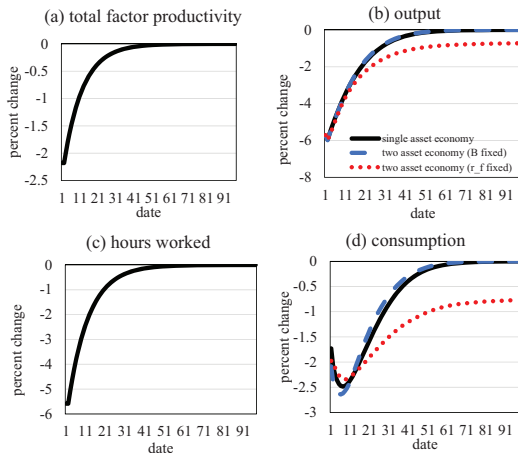 (a) total factor productivity
percent change
0
-0.5
-1
-1.5
-2
-2.5
1 11 21 31 41 51 61 71 81 91
date
(b) output
percent change
0
-2
-4
-6
-8
single asset economy
two asset economy (B fixed)
two asset economy (r_f fixed)
1 11 21 31 41 51 61 71 81 91
date
(c) hours worked
percent change
0
-1
-2
-3
-4
-5
-6
1 11 21 31 41 51 61 71 81 91
date
(d) consumption
percent change
0
-0.5
-1
-1.5
-2
-2.5
-3
1 11 21 31 41 51 61 71 81 91
date